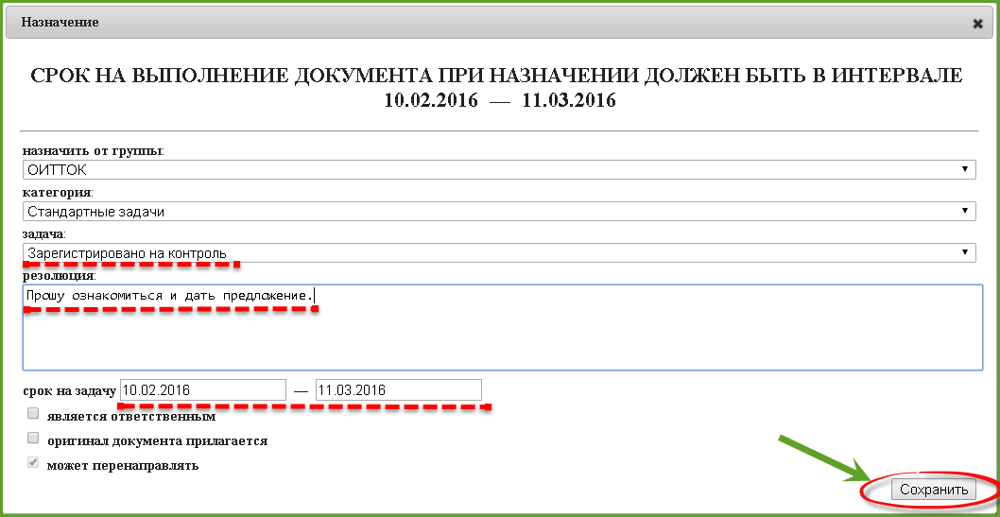 Назначение
СРОК НА ВЫПОЛНЕНИЕ ДОКУМЕНТА ПРИ НАЗНАЧЕНИИ ДОЛЖЕН БЫТЬ В ИНТЕРВАЛЕ
10.02.2016 — 11.03.2016
назначить от группы:
ОИТТОК
категория:
Стандартные задачи
задача:
Зарегистрировано на контроль
резолюция:
Прошу ознакомиться и дать предложение.
срок на задачу 10.02.2016 — 11.03.2016
является ответственным
оригинал документа прилагается
может перенаправлять
Сохранить